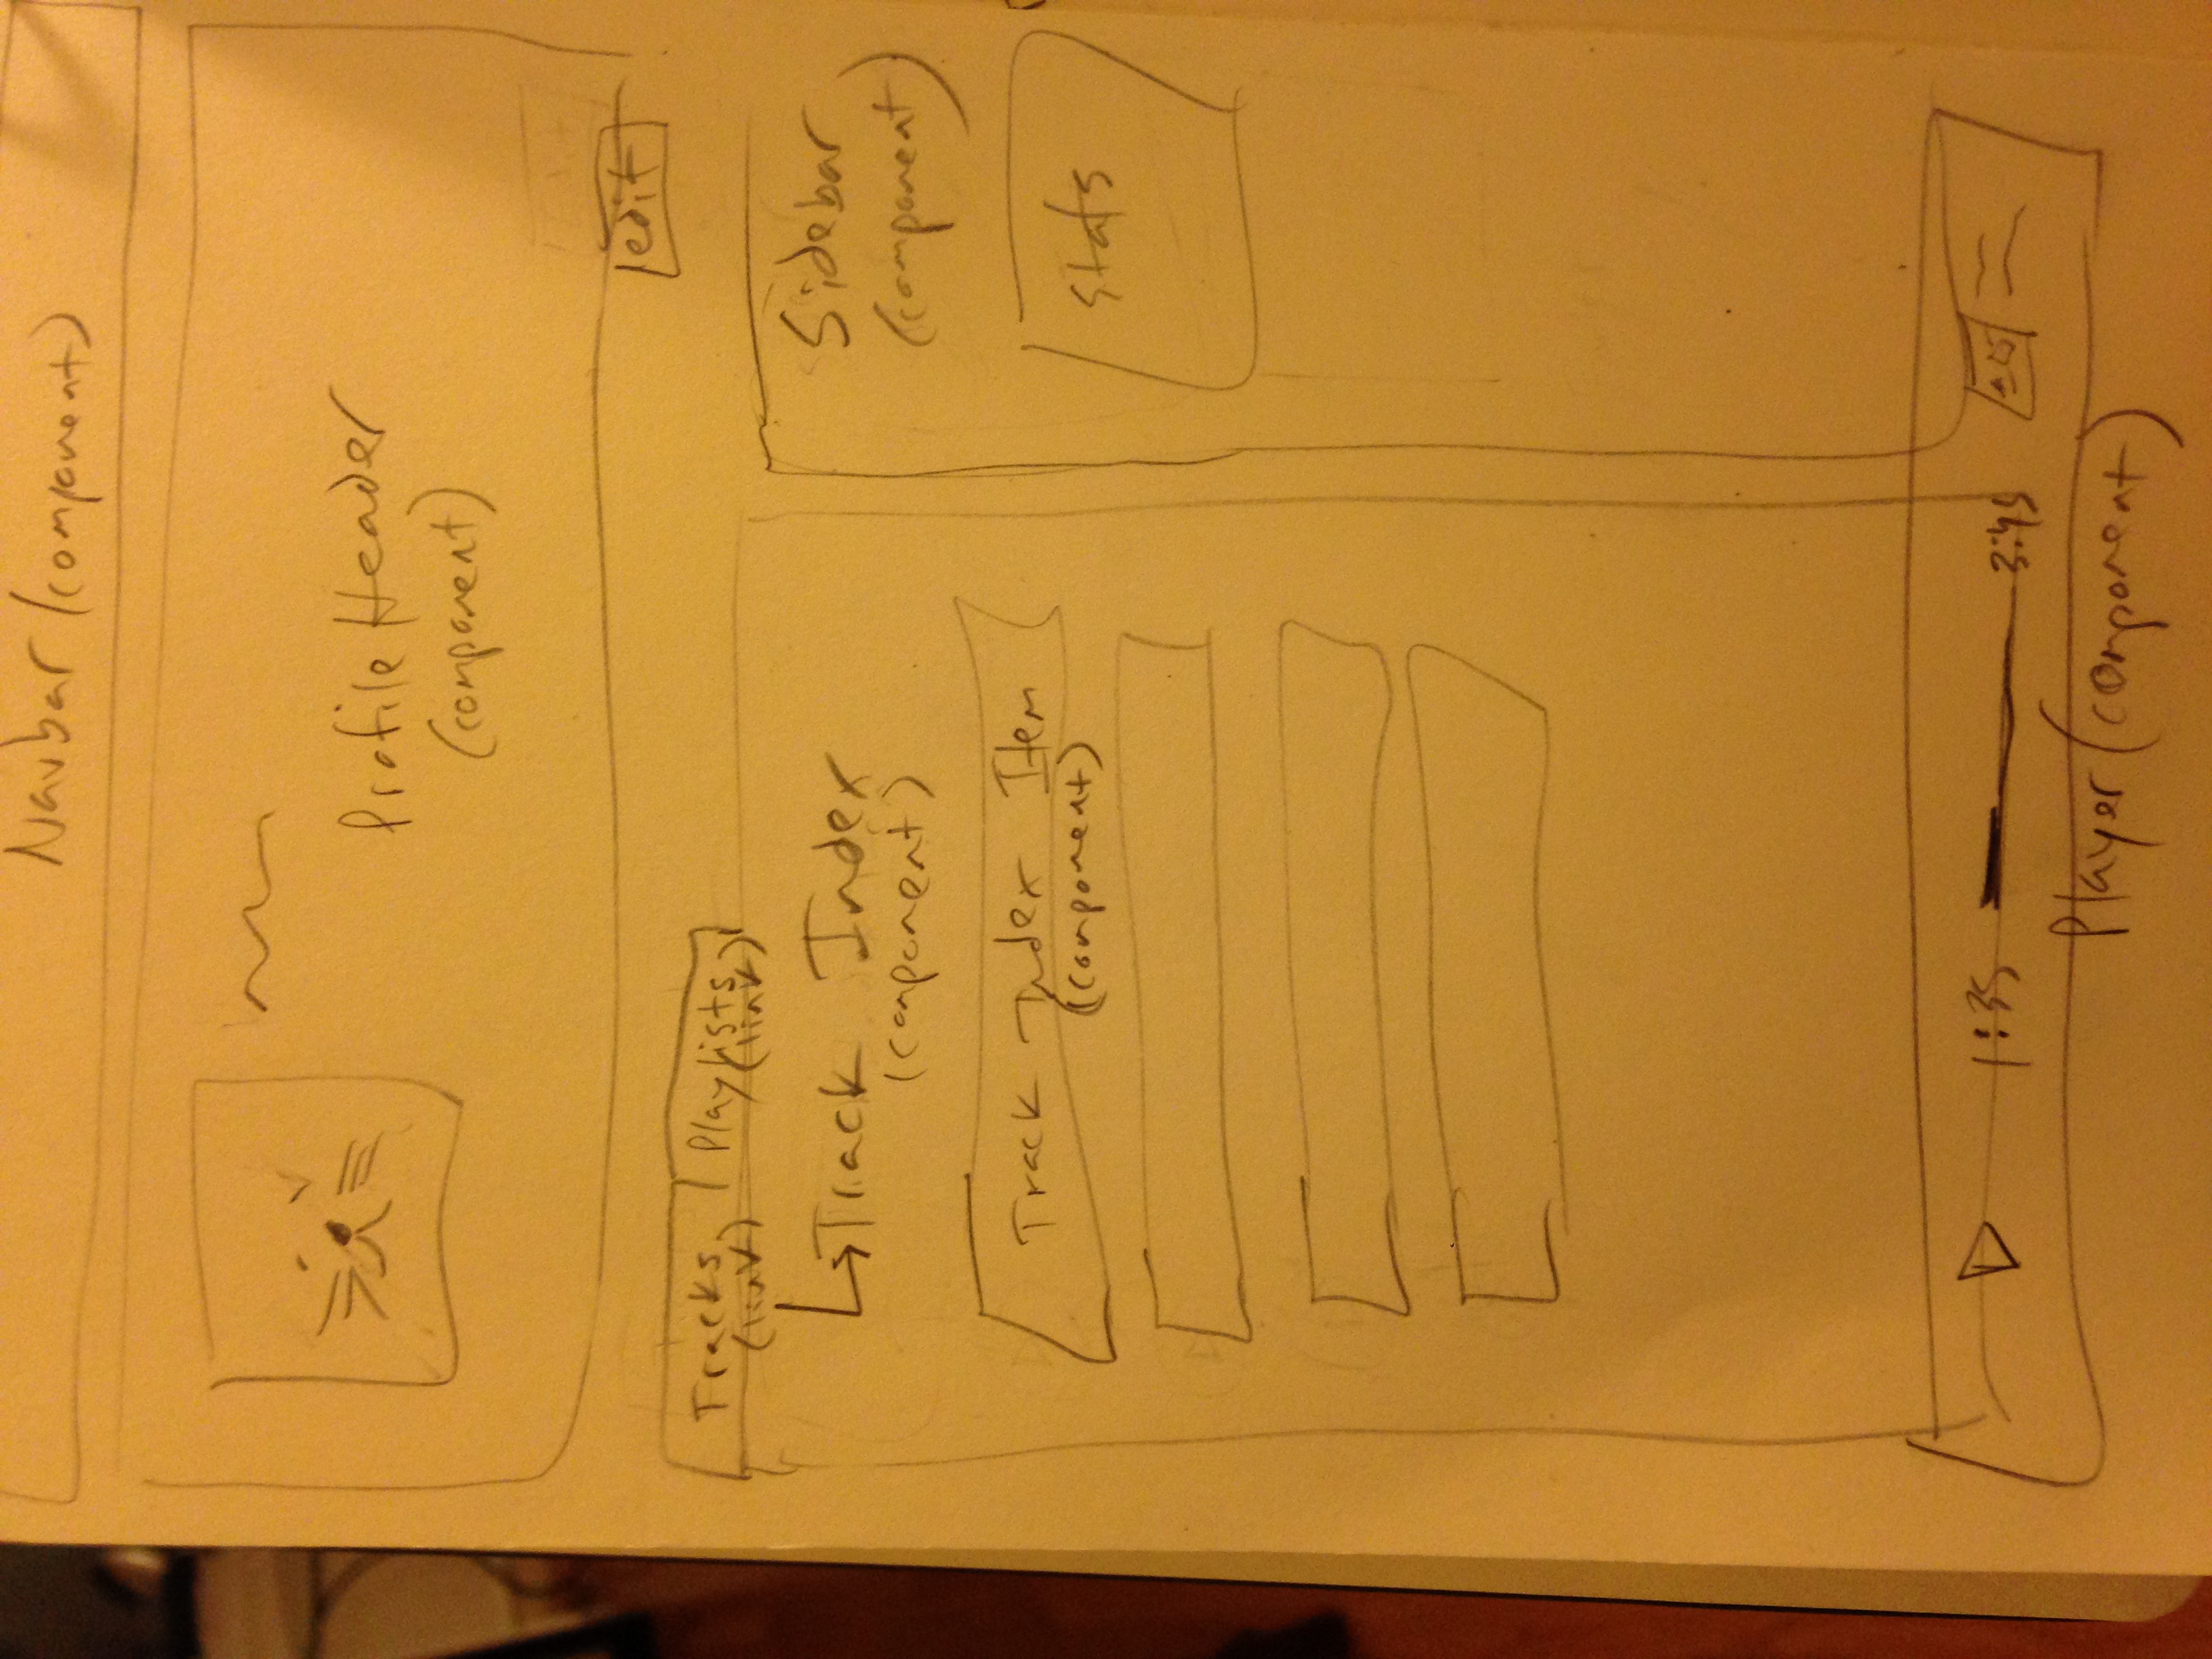 Navbar (component)
Profile Header
(component)
edit
Tracks
(link)
Playlists
(link)
Track Index
(component)
Sidebar
(component)
Track Index Item
(component)
stats
1:35
3:45
Player (component)